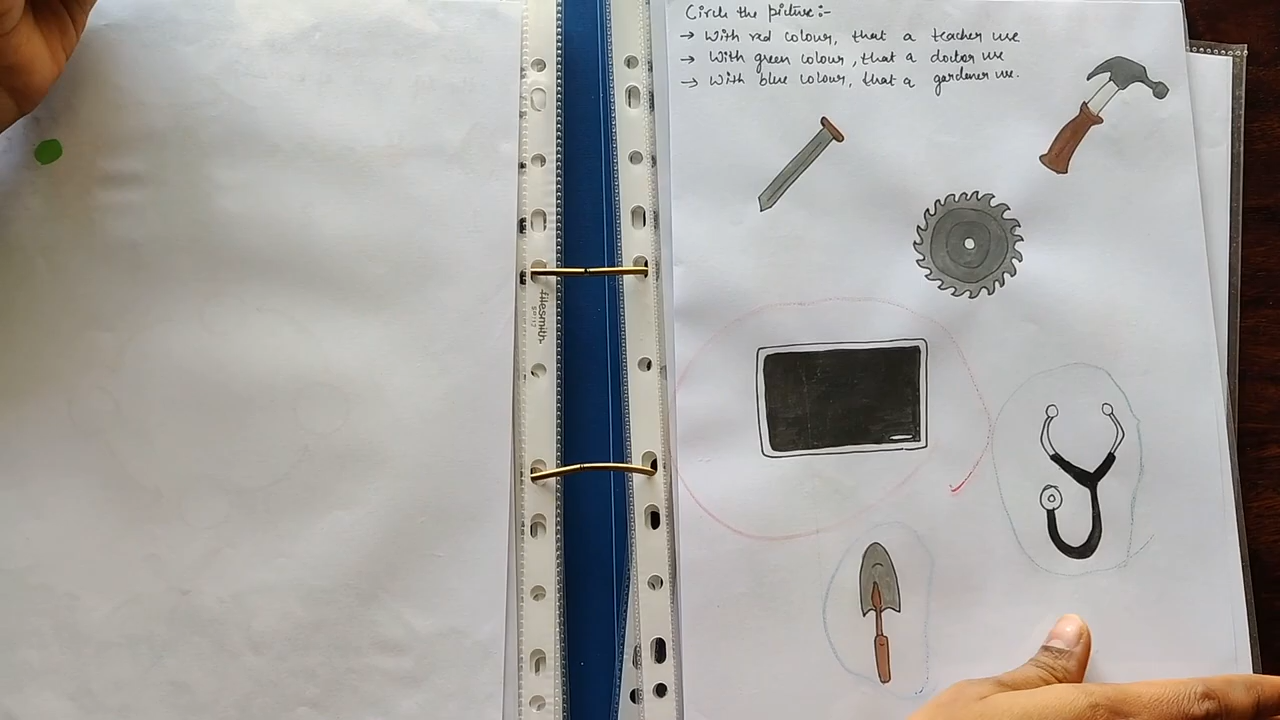 Circle the picture:-
→ With red colour, that a teacher use
→ With green colour, that a doctor use
→ With blue colour, that a gardener use.
filesmith